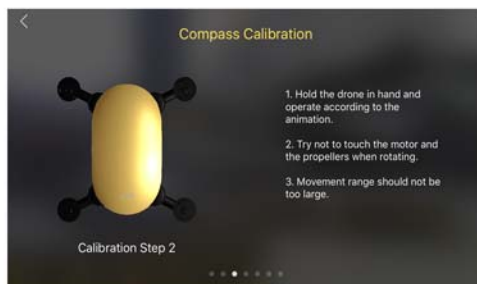 Compass Calibration
1. Hold the drone in hand and
operate according to the
animation.
2. Try not to touch the motor and
the propellers when rotating.
3. Movement range should not be
too large.
Calibration Step 2